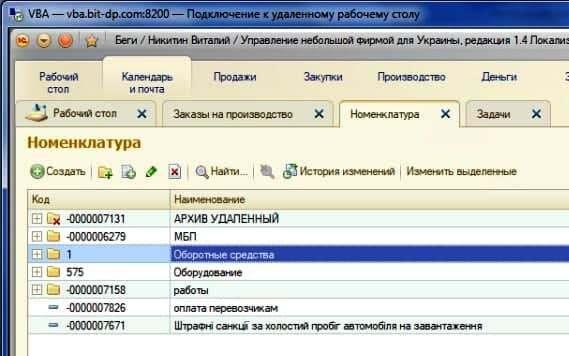 VBA — vba.bit-dp.com:8200 — Подключение к удаленному рабочему столу
Беги / Никитин Виталий / Управление небольшой фирмой для Украины, редакция 1.4 Локализ
Рабочий стол Календарь и почта Продажи Закупки Производство Деньги
Рабочий стол Заказы на производство Номенклатура Задачи
Номенклатура
Создать Найти... История изменений Изменить выделенные
Код Наименование
-0000007131 АРХИВ УДАЛЕННЫЙ
-0000006279 МБП
1 Оборотные средства
575 Оборудование
-0000007158 работы
-0000007826 оплата перевозчикам
-0000007671 Штрафні санкції за холостий пробіг автомобіля на завантаження